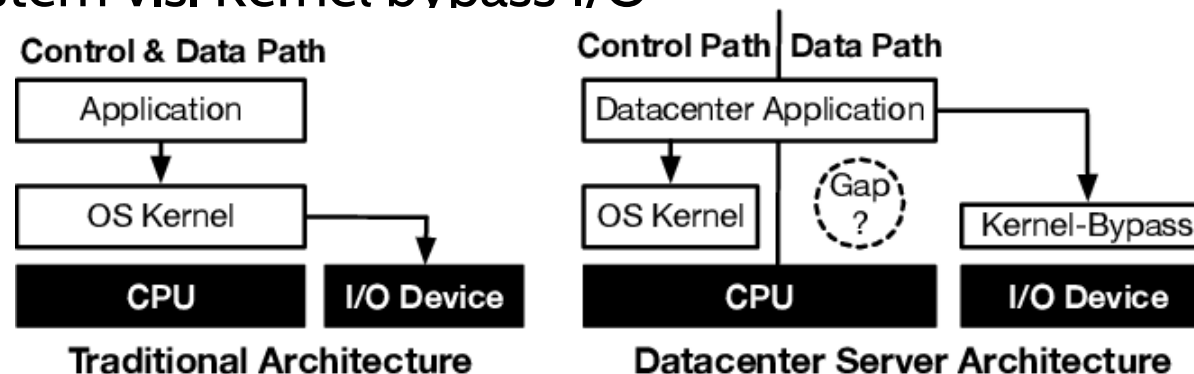 Control & Data Path
Application
OS Kernel
CPU
I/O Device
Traditional Architecture
Control Path
Data Path
Datacenter Application
OS Kernel
Gap
?
Kernel-Bypass
CPU
I/O Device
Datacenter Server Architecture